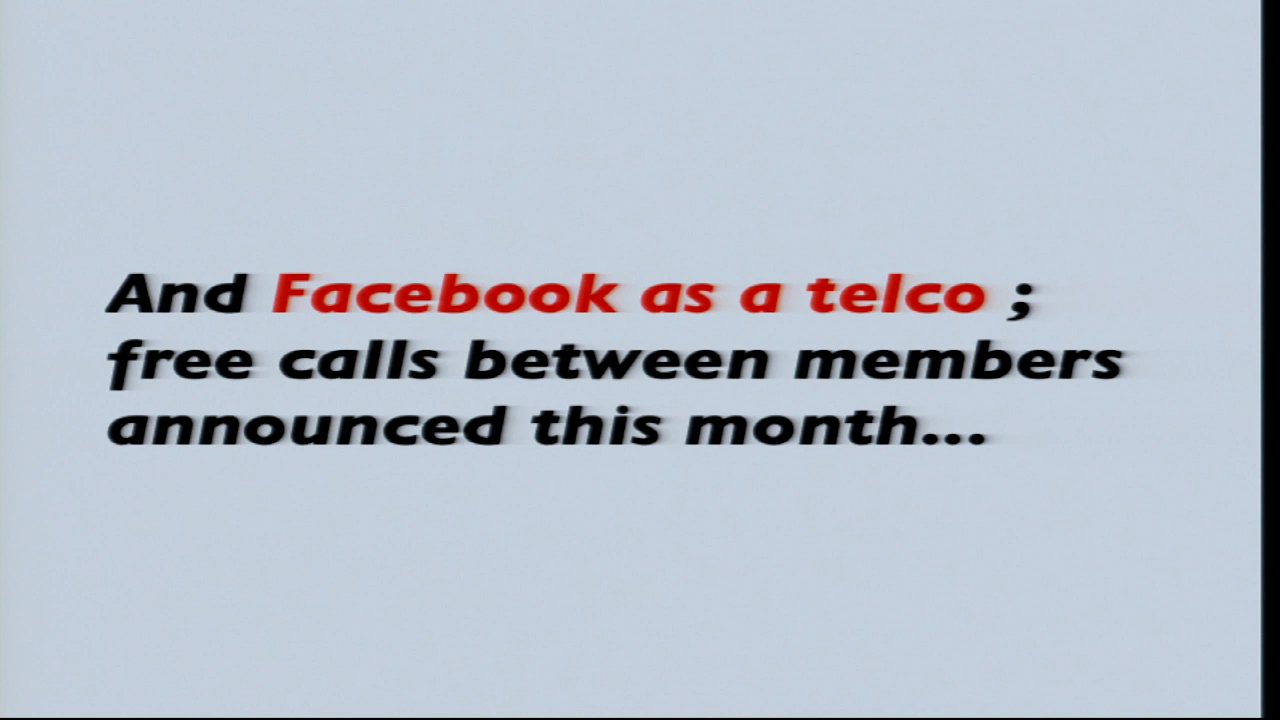 And Facebook as a telco ;
free calls between members
announced this month...